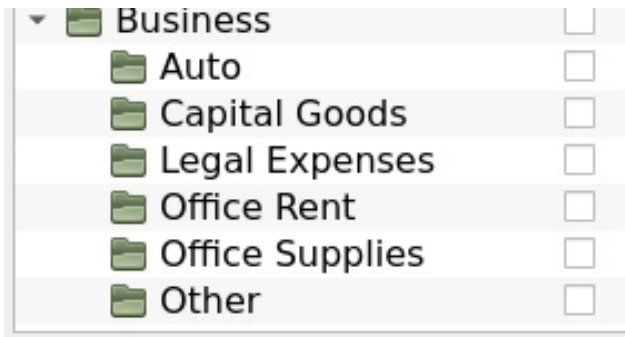 Business
Auto
Capital Goods
Legal Expenses
Office Rent
Office Supplies
Other